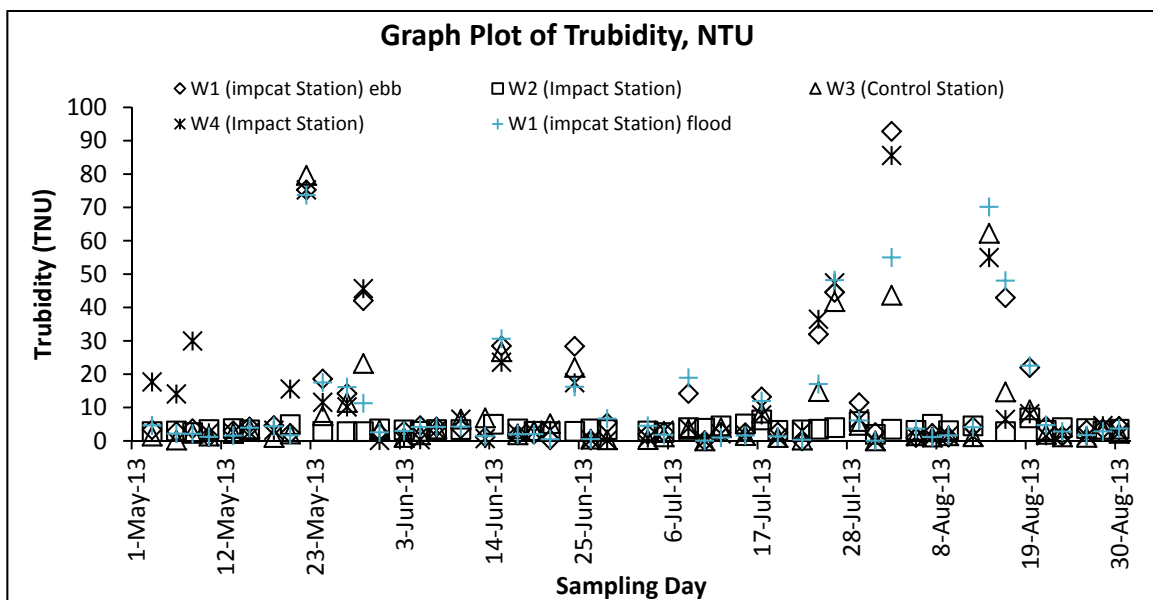 Graph Plot of Trubidity, NTU
W1 (impcat Station) ebb
W2 (Impact Station)
W3 (Control Station)
W4 (Impact Station)
W1 (impcat Station) flood
Trubidity (TNU)
100
90
80
70
60
50
40
30
20
10
0
1-May-13
12-May-13
23-May-13
3-Jun-13
14-Jun-13
25-Jun-13
6-Jul-13
17-Jul-13
28-Jul-13
8-Aug-13
19-Aug-13
30-Aug-13
Sampling Day